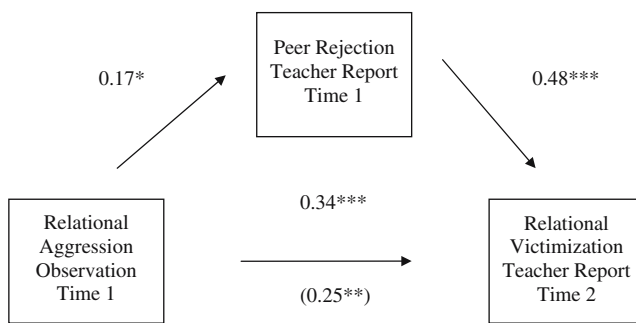 Peer Rejection
Teacher Report
Time 1
0.17*
0.48***
0.34***
Relational
Aggression
Observation
Time 1
Relational
Victimization
Teacher Report
Time 2
(0.25**)